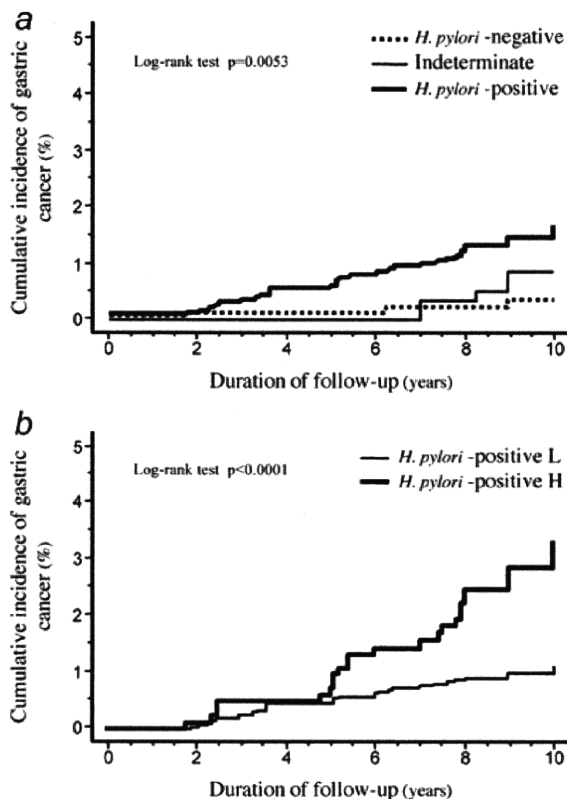 a
5
4
3
2
1
0
Cumulative incidence of gastric
cancer (%)
Log-rank test p=0.0053
H. pylori -negative
Indeterminate
H. pylori -positive
0 2 4 6 8 10
Duration of follow-up (years)
b
5
4
3
2
1
0
Cumulative incidence of gastric
cancer (%)
Log-rank test p<0.0001
H. pylori -positive L
H. pylori -positive H
0 2 4 6 8 10
Duration of follow-up (years)